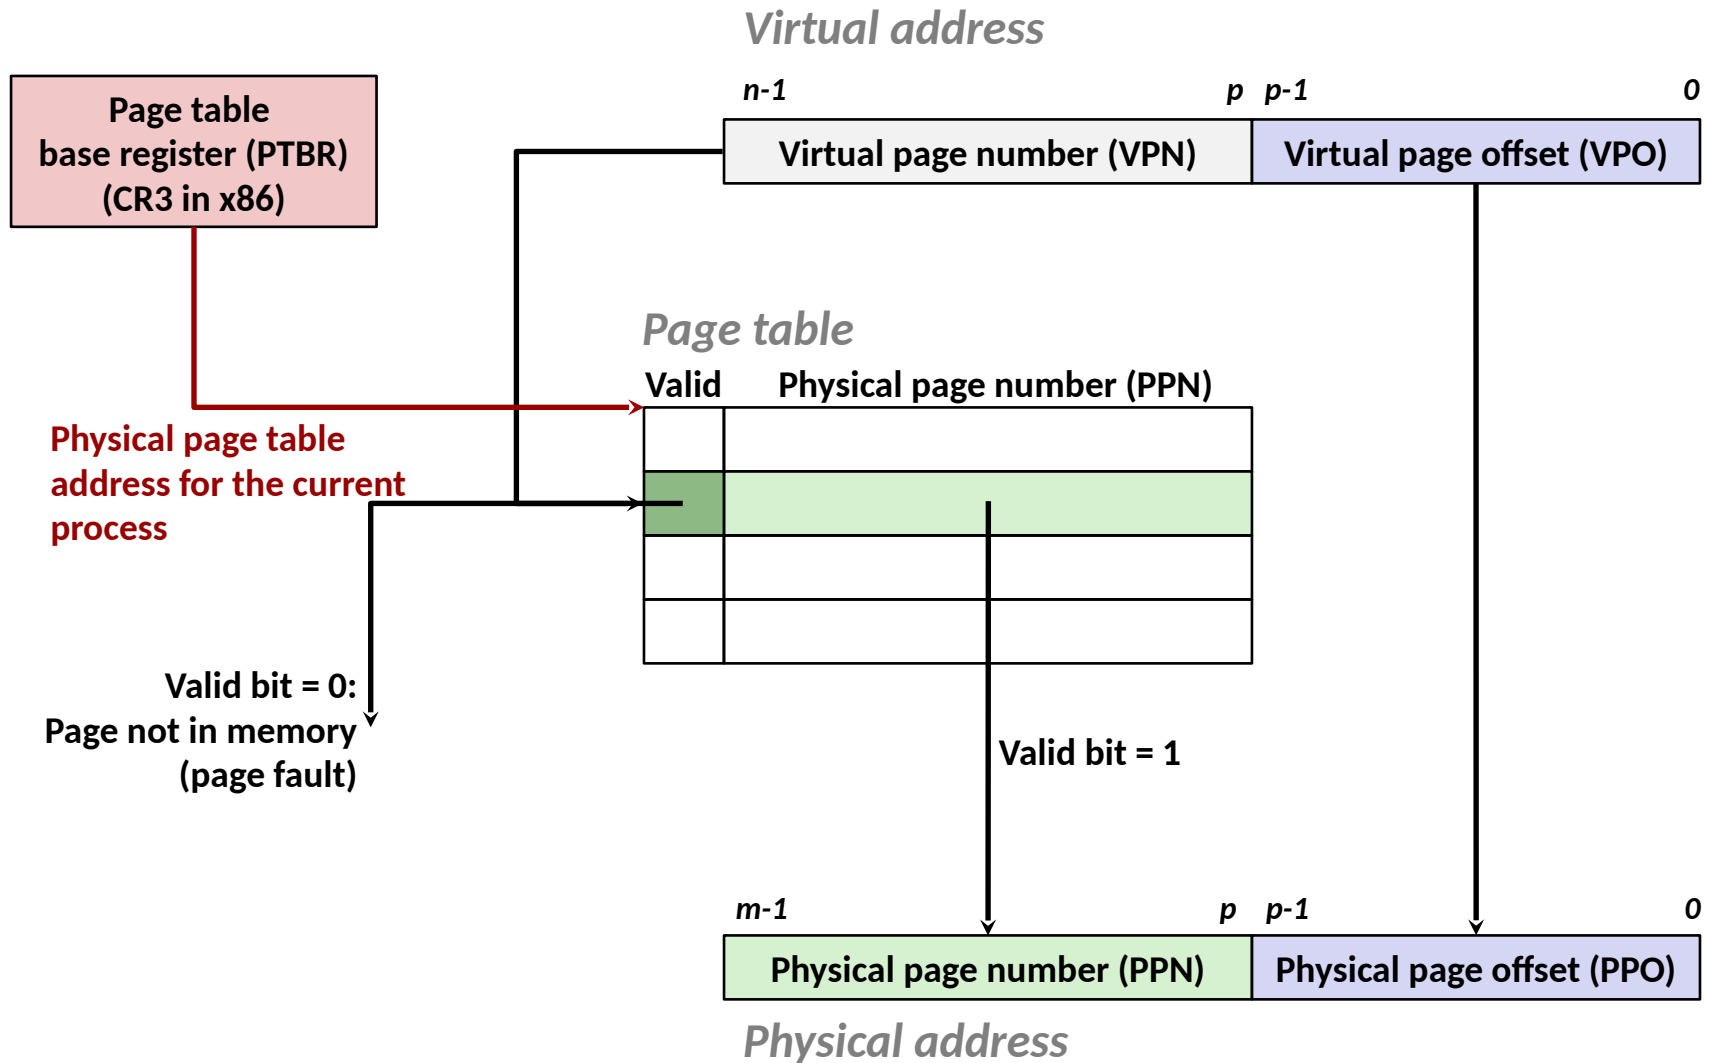 Virtual address
n-1 p p-1 0
Page table
base register (PTBR)
(CR3 in x86)
Virtual page number (VPN) Virtual page offset (VPO)
Page table
Valid Physical page number (PPN)
Physical page table
address for the current
process
Valid bit = 0:
Page not in memory
(page fault)
Valid bit = 1
m-1 p p-1 0
Physical page number (PPN) Physical page offset (PPO)
Physical address